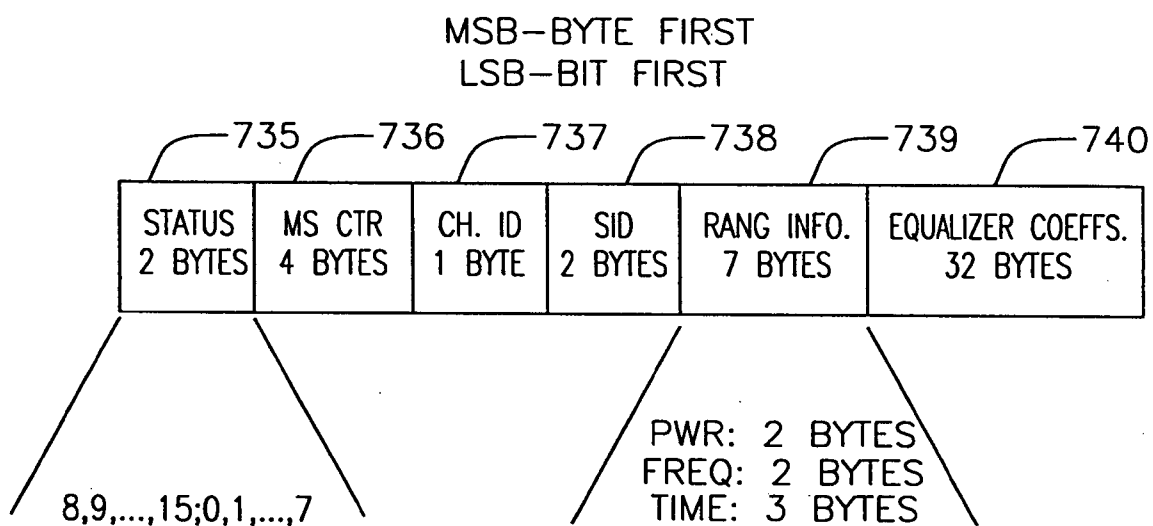 MSB-BYTE FIRST
LSB-BIT FIRST
735 736 737 738 739 740
STATUS MS CTR CH. ID SID RANG INFO. EQUALIZER COEFFS.
2 BYTES 4 BYTES 1 BYTE 2 BYTES 7 BYTES 32 BYTES
PWR: 2 BYTES
FREQ: 2 BYTES
8,9,...,15;0,1,...,7 TIME: 3 BYTES